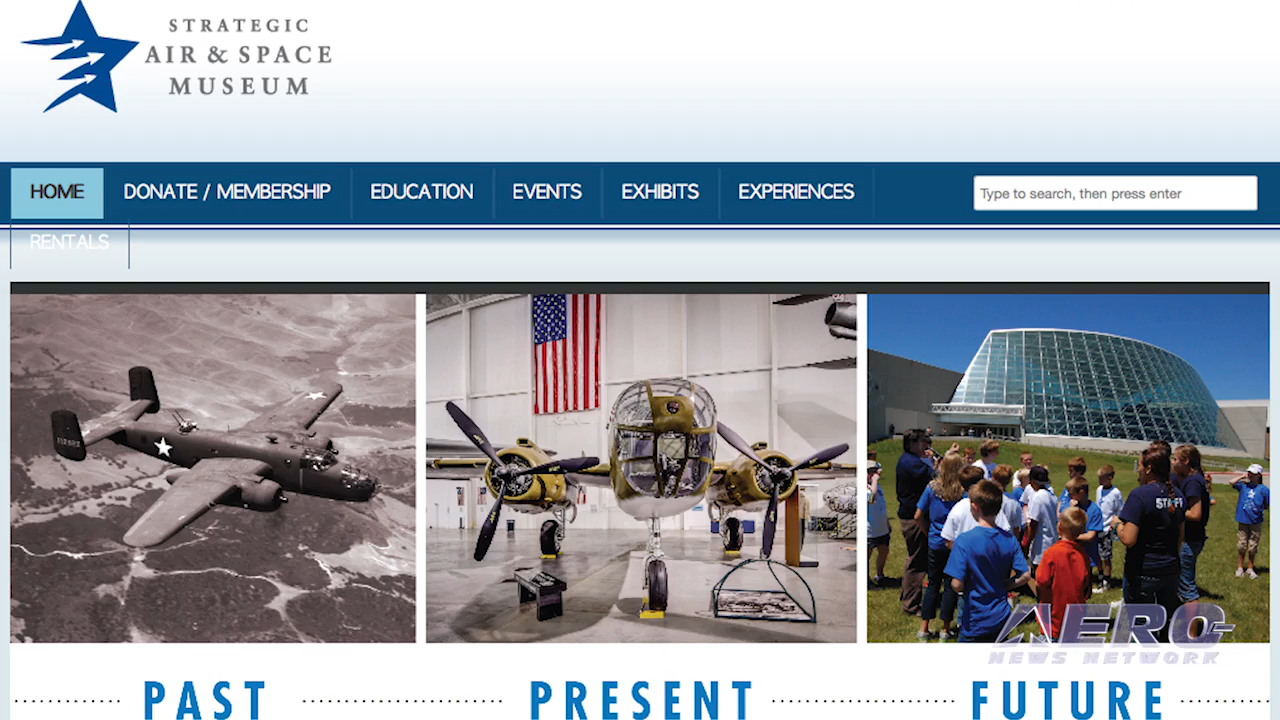 STRATEGIC
AIR & SPACE
MUSEUM
HOME
DONATE / MEMBERSHIP
EDUCATION
EVENTS
EXHIBITS
EXPERIENCES
Type to search, then press enter
RENTALS
STAFF
AERO
NEWS NETWORK
PAST
PRESENT
FUTURE